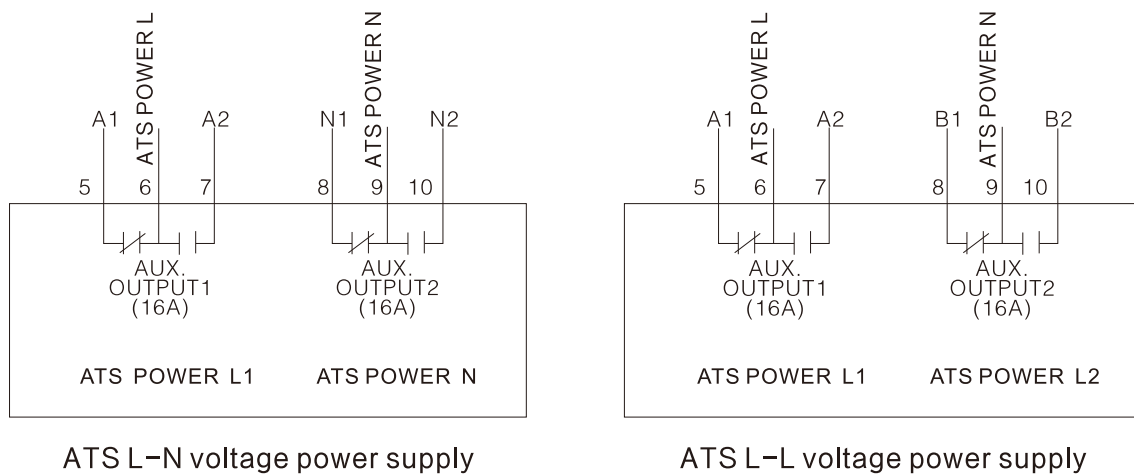 ATS POWER L
ATS POWER N
A1
A2
N1
N2
5
6
7
8
9
10
AUX.
OUTPUT1
(16A)
AUX.
OUTPUT2
(16A)
ATS POWER L1
ATS POWER N
ATS L-N voltage power supply
ATS POWER L
ATS POWER N
A1
A2
B1
B2
5
6
7
8
9
10
AUX.
OUTPUT1
(16A)
AUX.
OUTPUT2
(16A)
ATS POWER L1
ATS POWER L2
ATS L-L voltage power supply